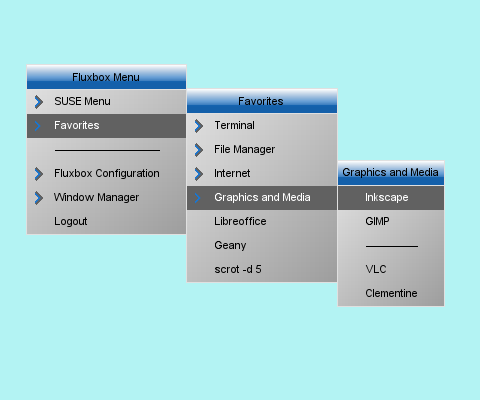 Fluxbox Menu
SUSE Menu
Favorites
Fluxbox Configuration
Window Manager
Logout
Favorites
Terminal
File Manager
Internet
Graphics and Media
Libreoffice
Geany
scrot -d 5
Graphics and Media
Inkscape
GIMP
VLC
Clementine